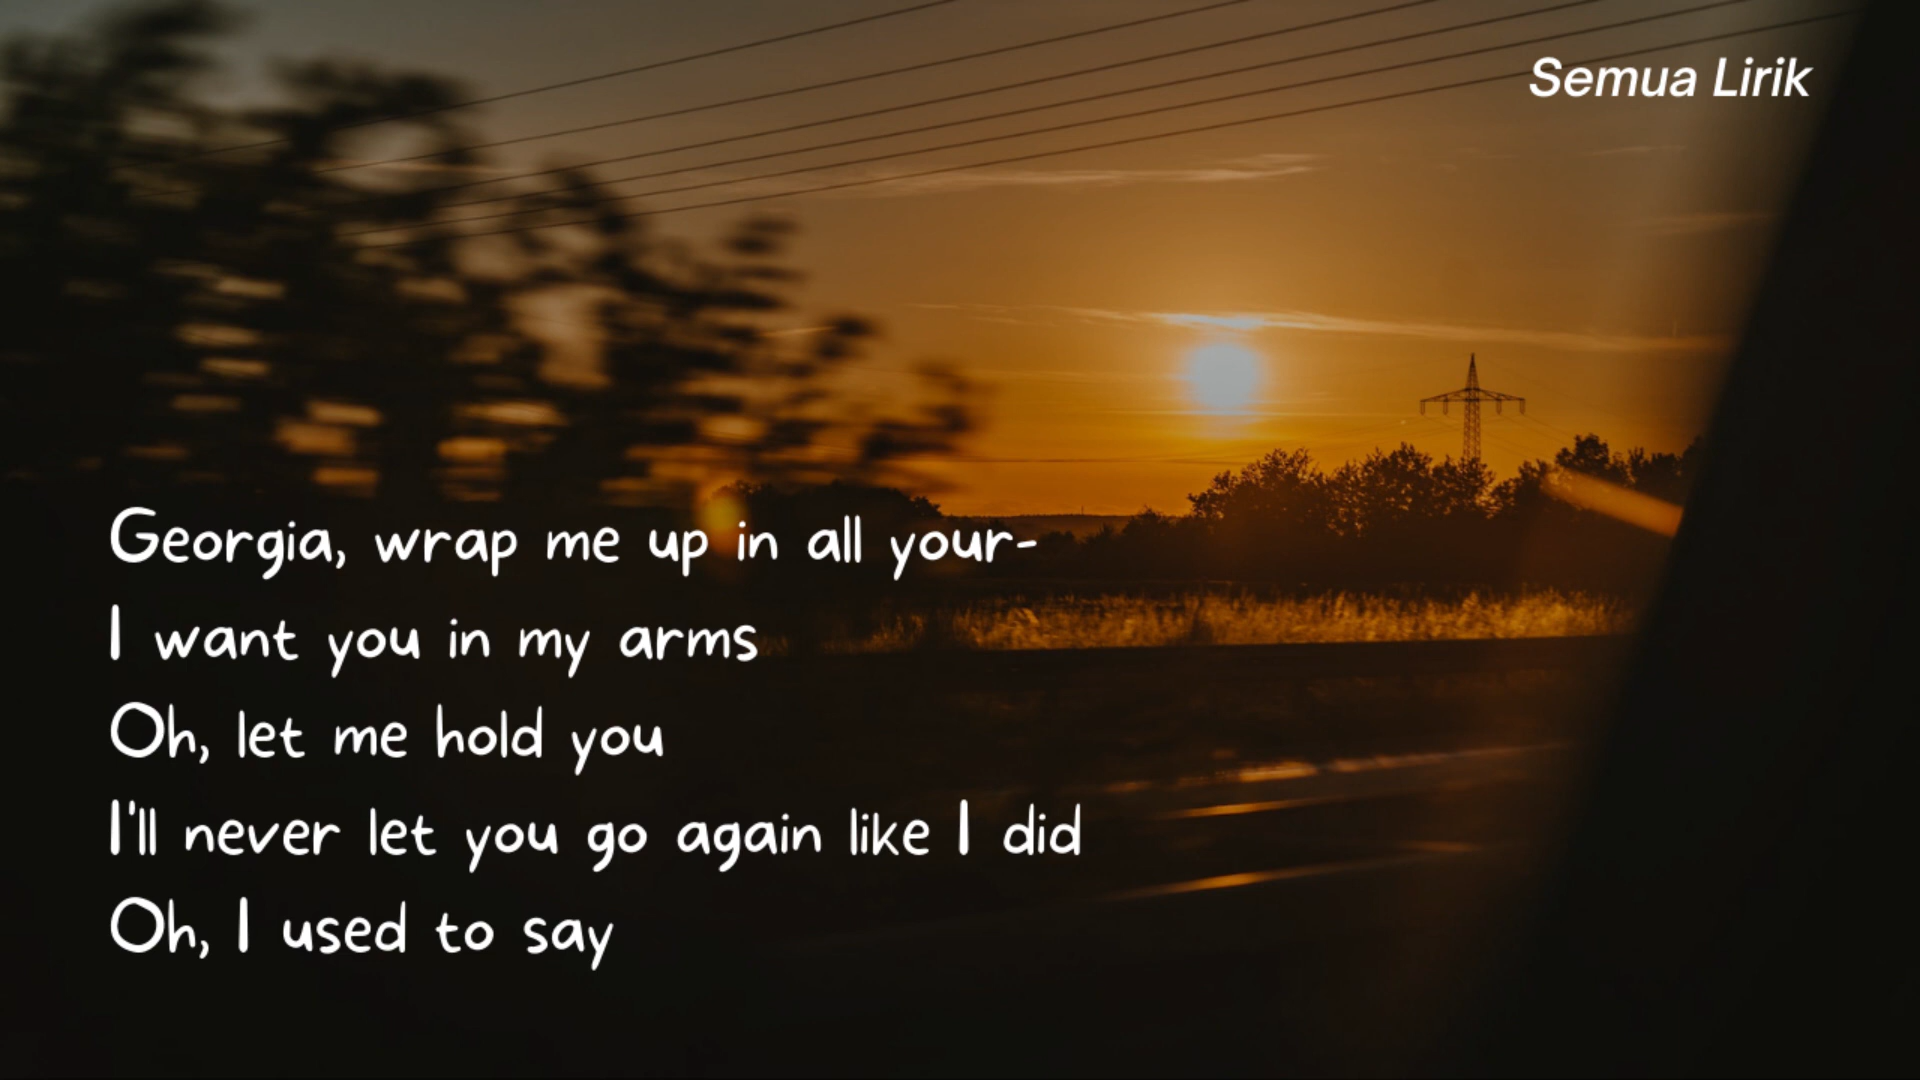 Semua Lirik
Georgia, wrap me up in all your-
I want you in my arms
Oh, let me hold you
I'll never let you go again like I did
Oh, I used to say